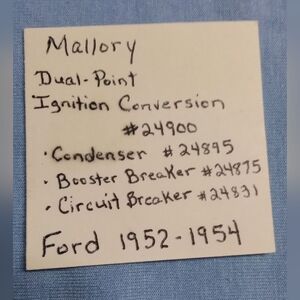 Mallory
Dual-Point
Ignition Conversion
#24900
• Condenser #24895
• Booster Breaker #24875
• Circuit Breaker #24831
Ford 1952-1954